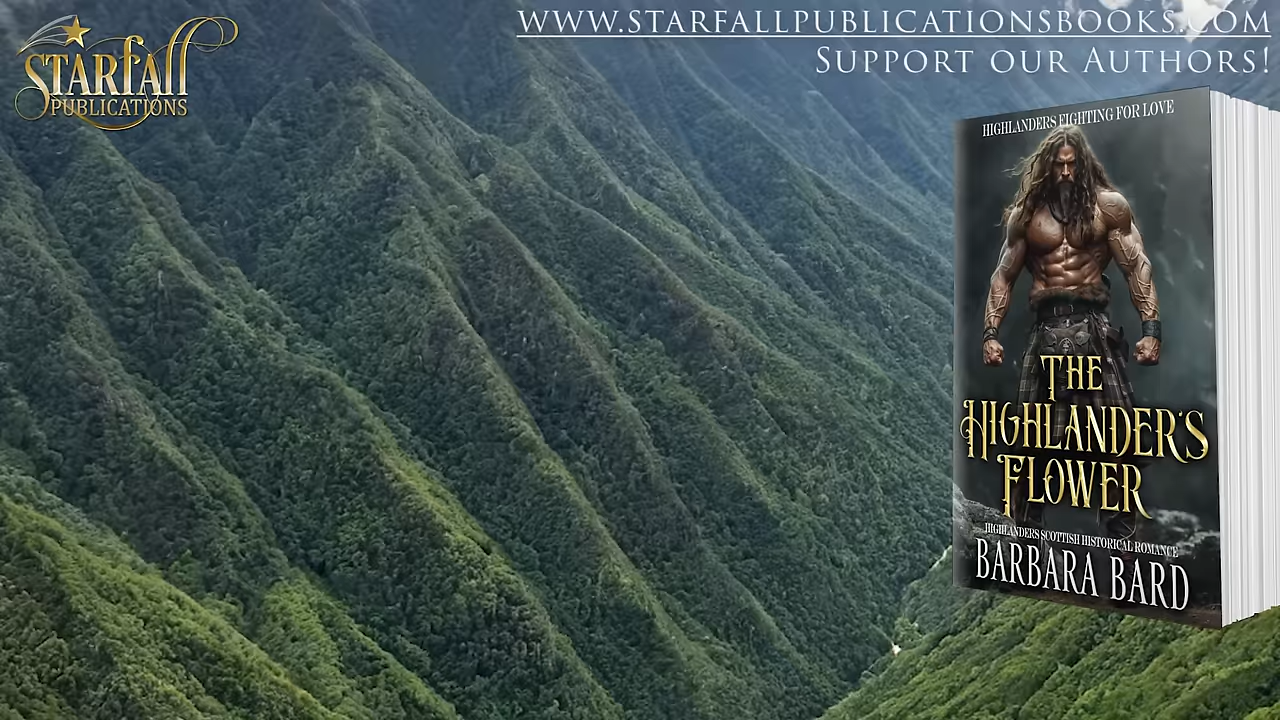 STARfall
PUBLICATIONS
WWW.STARFALLPUBLICATIONSBOOKS.COM
SUPPORT OUR AUTHORS!
HIGHLANDERS FIGHTING FOR LOVE
THE
HIGHLANDER'S
FLOWER
HIGHLANDERS SCOTTISH HISTORICAL ROMANCE
BARBARA BARD